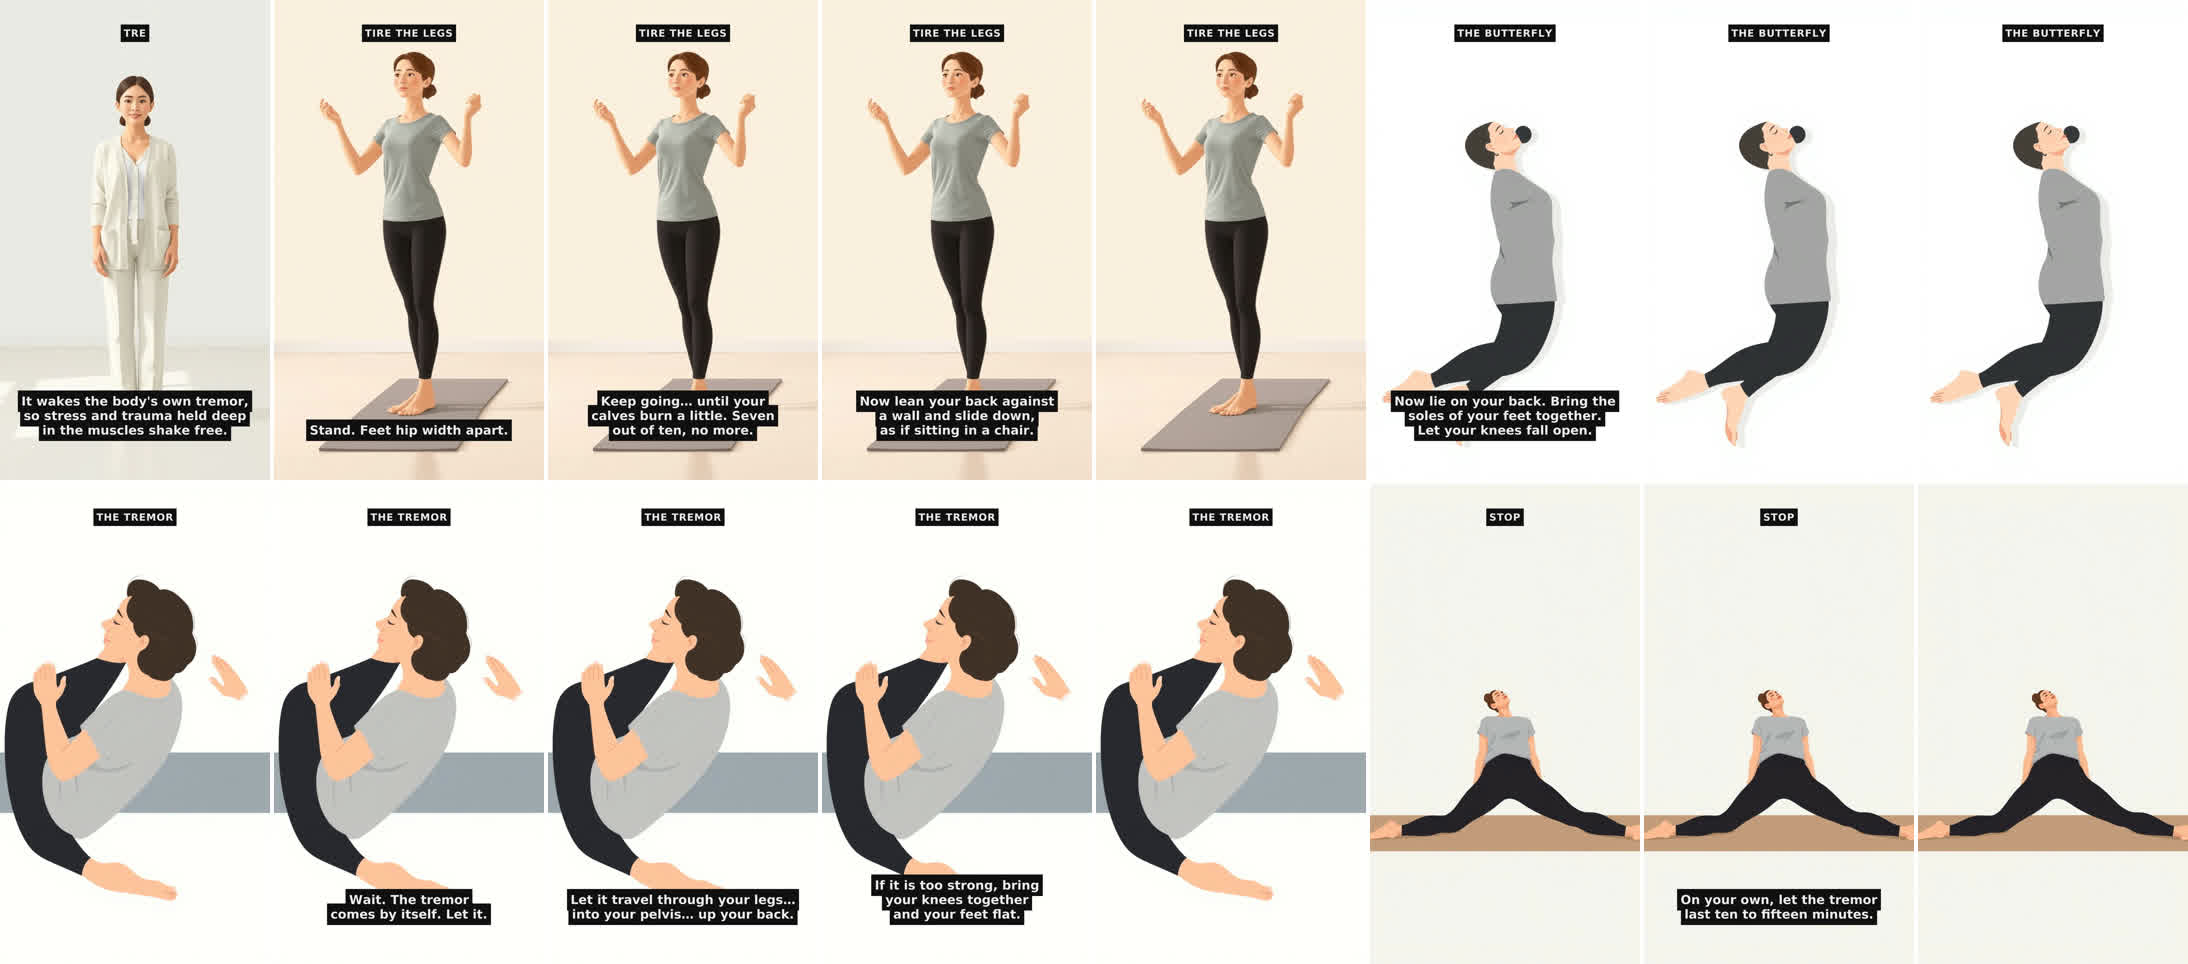 TRE
It wakes the body's own tremor,
so stress and trauma held deep
in the muscles shake free.
TIRE THE LEGS
Stand. Feet hip width apart.
TIRE THE LEGS
Keep going... until your
calves burn a little. Seven
out of ten, no more.
TIRE THE LEGS
Now lean your back against
a wall and slide down,
as if sitting in a chair.
TIRE THE LEGS
THE BUTTERFLY
Now lie on your back. Bring the
soles of your feet together.
Let your knees fall open.
THE BUTTERFLY
THE BUTTERFLY
THE TREMOR
THE TREMOR
Wait. The tremor
comes by itself. Let it.
THE TREMOR
Let it travel through your legs...
into your pelvis... up your back.
THE TREMOR
If it is too strong, bring
your knees together
and your feet flat.
THE TREMOR
STOP
STOP
On your own, let the tremor
last ten to fifteen minutes.